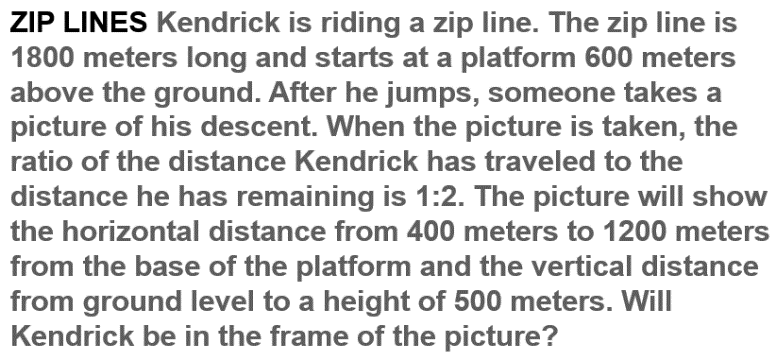 ZIP LINES Kendrick is riding a zip line. The zip line is
1800 meters long and starts at a platform 600 meters
above the ground. After he jumps, someone takes a
picture of his descent. When the picture is taken, the
ratio of the distance Kendrick has traveled to the
distance he has remaining is 1:2. The picture will show
the horizontal distance from 400 meters to 1200 meters
from the base of the platform and the vertical distance
from ground level to a height of 500 meters. Will
Kendrick be in the frame of the picture?